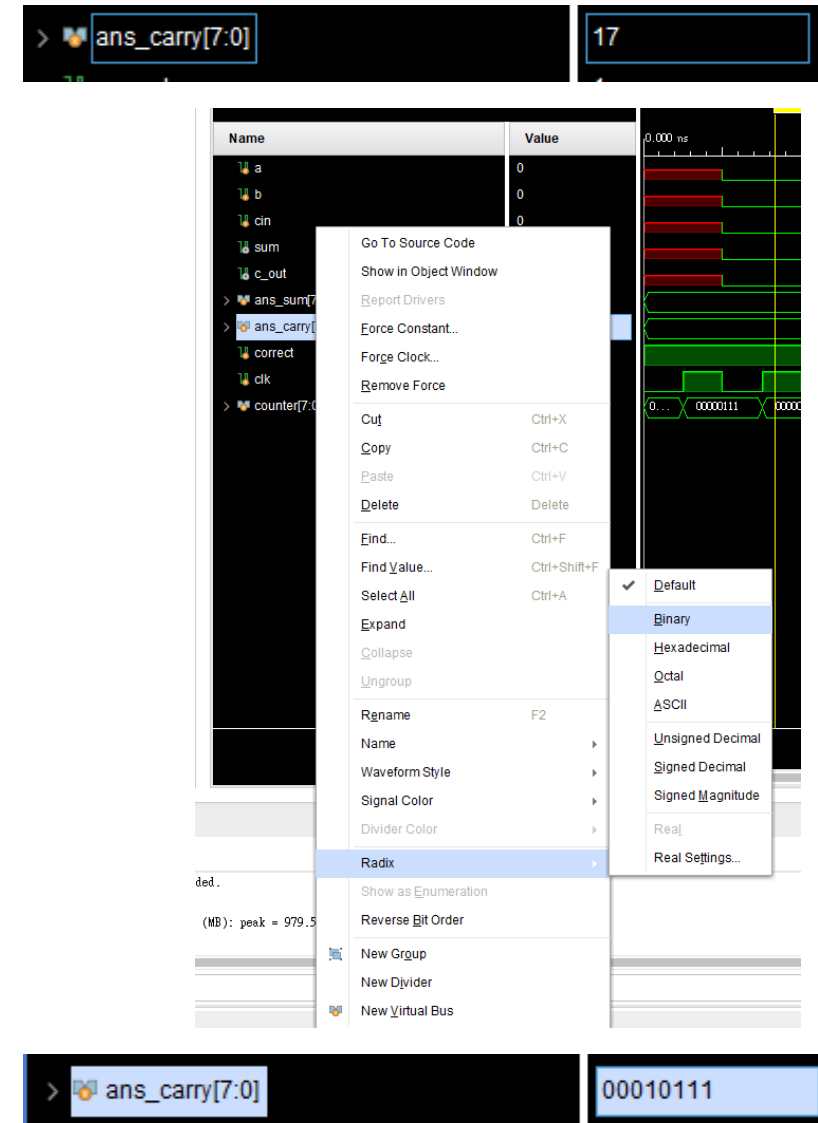 ans_carry[7:0] 17
Name Value 0.000 ns
a 0
b 0
cin 0
sum
c_out
ans_sum[7
ans_carry[
correct
clk
counter[7:0 0... 00000111 0000
Go To Source Code
Show in Object Window
Report Drivers
Force Constant...
Force Clock...
Remove Force
Cut Ctrl+X
Copy Ctrl+C
Paste Ctrl+V
Delete Delete
Find... Ctrl+F
Find Value... Ctrl+Shift+F
Select All Ctrl+A
Expand
Collapse
Ungroup
Rename F2
Name
Waveform Style
Signal Color
Divider Color
Radix
Show as Enumeration
Reverse Bit Order
New Group
New Divider
New Virtual Bus
Default
Binary
Hexadecimal
Octal
ASCII
Unsigned Decimal
Signed Decimal
Signed Magnitude
Real
Real Settings...
ded.
(MB): peak = 979.5
ans_carry[7:0] 00010111